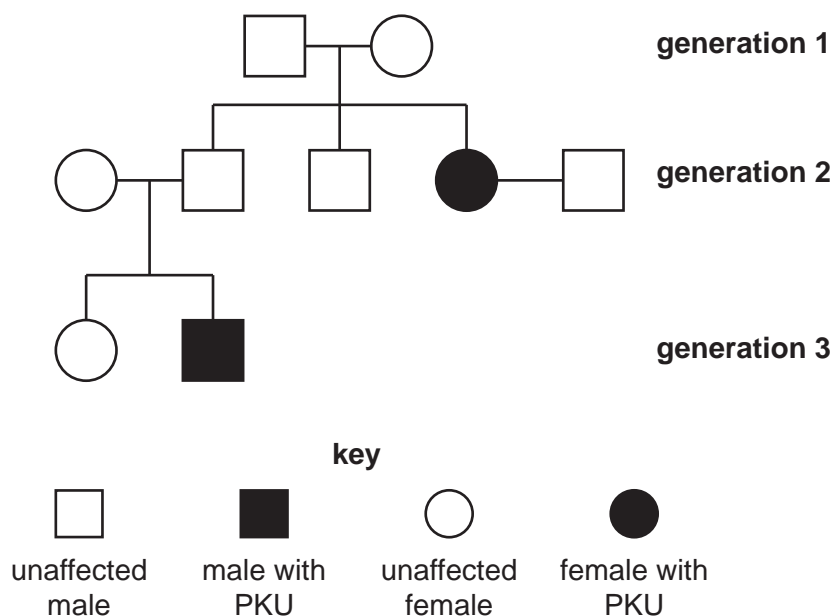 generation 1
generation 2
generation 3
key
unaffected male
male with PKU
unaffected female
female with PKU